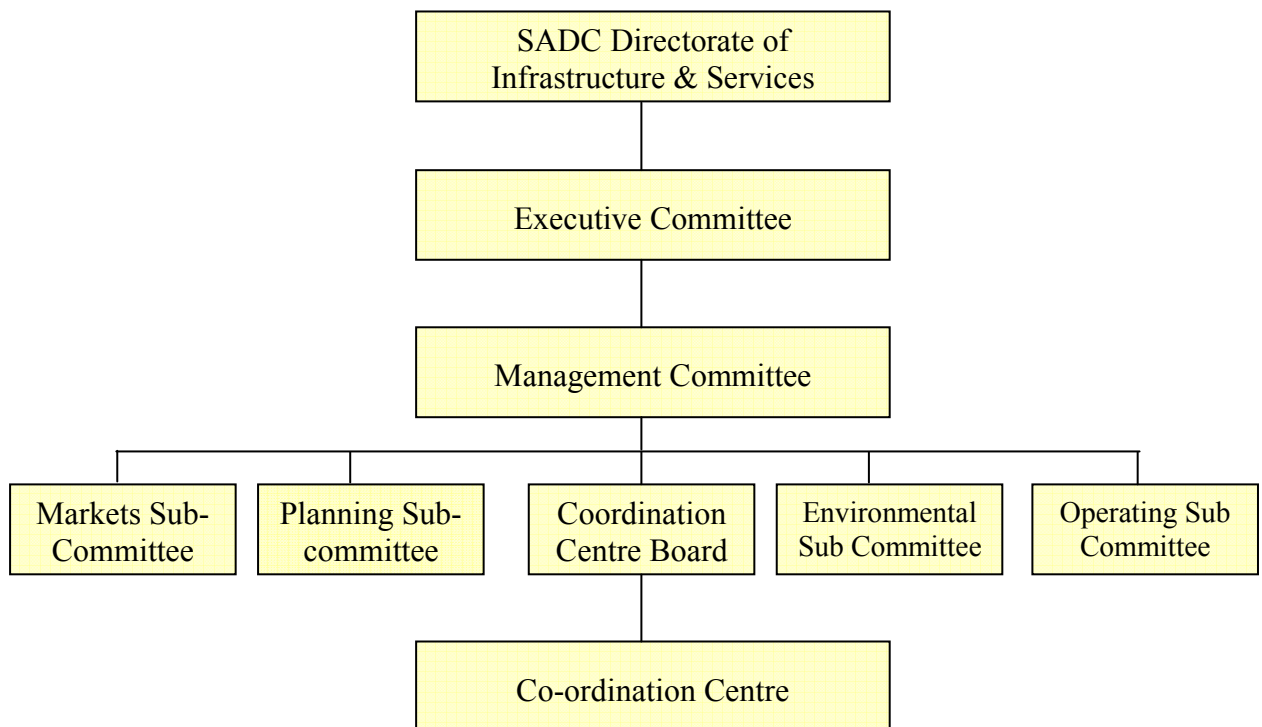 SADC Directorate of
Infrastructure & Services
Executive Committee
Management Committee
Markets Sub-
Committee
Planning Sub-
committee
Coordination
Centre Board
Environmental
Sub Committee
Operating Sub
Committee
Co-ordination Centre